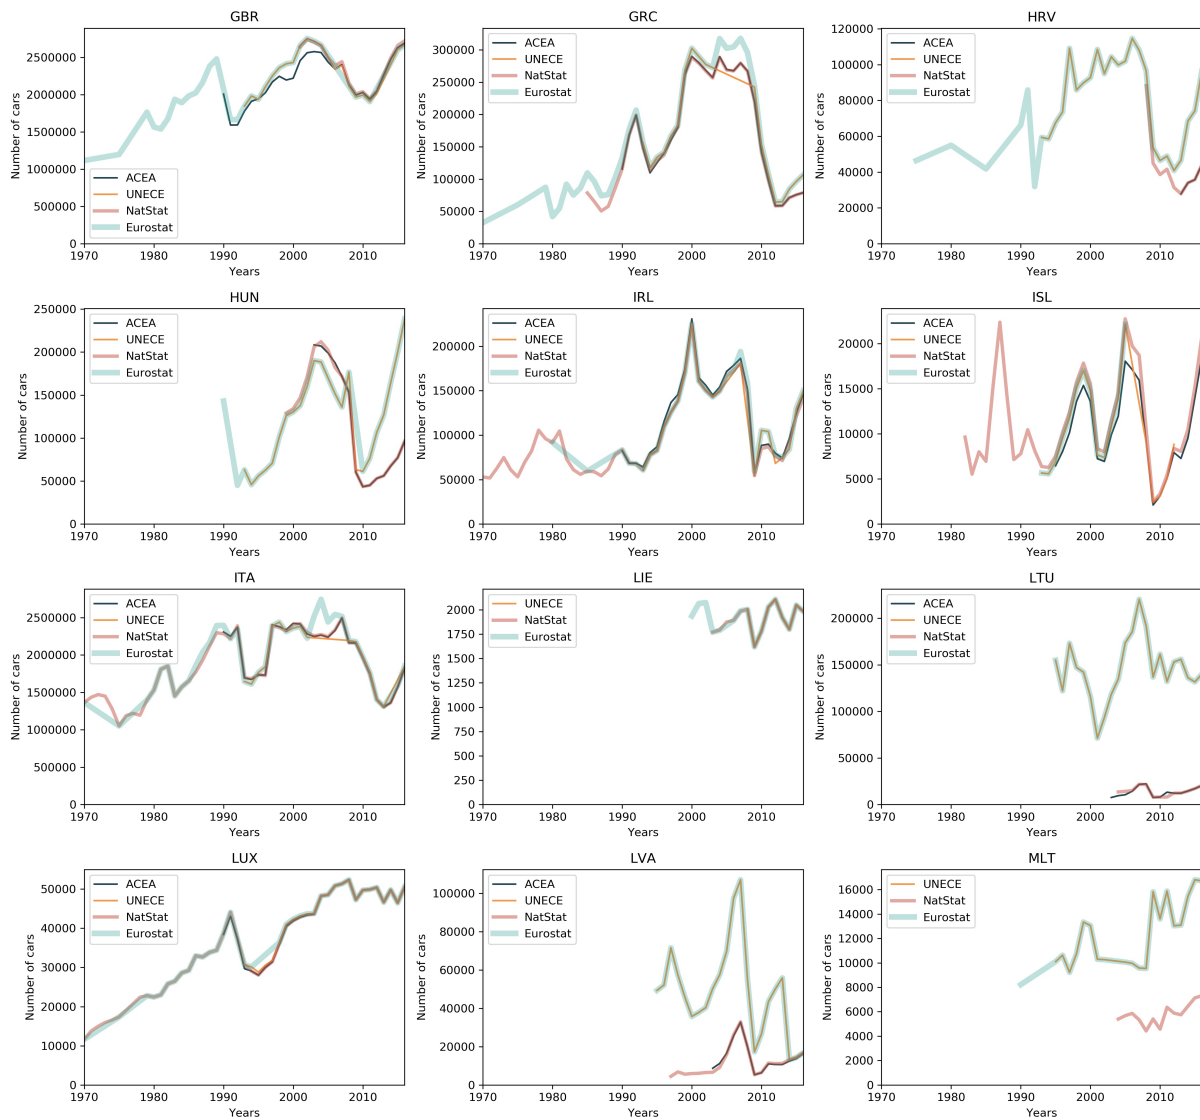 GBR
Number of cars
2500000
2000000
1500000
1000000
500000
0
ACEA
UNECE
NatStat
Eurostat
1970 1980 1990 2000 2010
Years
GRC
Number of cars
300000
250000
200000
150000
100000
50000
0
ACEA
UNECE
NatStat
Eurostat
1970 1980 1990 2000 2010
Years
HRV
Number of cars
120000
100000
80000
60000
40000
20000
0
ACEA
UNECE
NatStat
Eurostat
1970 1980 1990 2000 2010
Years
HUN
Number of cars
250000
200000
150000
100000
50000
0
ACEA
UNECE
NatStat
Eurostat
1970 1980 1990 2000 2010
Years
IRL
Number of cars
200000
150000
100000
50000
0
ACEA
UNECE
NatStat
Eurostat
1970 1980 1990 2000 2010
Years
ISL
Number of cars
20000
15000
10000
5000
0
ACEA
UNECE
NatStat
Eurostat
1970 1980 1990 2000 2010
Years
ITA
Number of cars
2500000
2000000
1500000
1000000
500000
0
ACEA
UNECE
NatStat
Eurostat
1970 1980 1990 2000 2010
Years
LIE
Number of cars
2000
1750
1500
1250
1000
750
500
250
0
UNECE
NatStat
Eurostat
1970 1980 1990 2000 2010
Years
LTU
Number of cars
200000
150000
100000
50000
0
ACEA
UNECE
NatStat
Eurostat
1970 1980 1990 2000 2010
Years
LUX
Number of cars
50000
40000
30000
20000
10000
0
ACEA
UNECE
NatStat
Eurostat
1970 1980 1990 2000 2010
Years
LVA
Number of cars
100000
80000
60000
40000
20000
0
ACEA
UNECE
NatStat
Eurostat
1970 1980 1990 2000 2010
Years
MLT
Number of cars
16000
14000
12000
10000
8000
6000
4000
2000
0
UNECE
NatStat
Eurostat
1970 1980 1990 2000 2010
Years